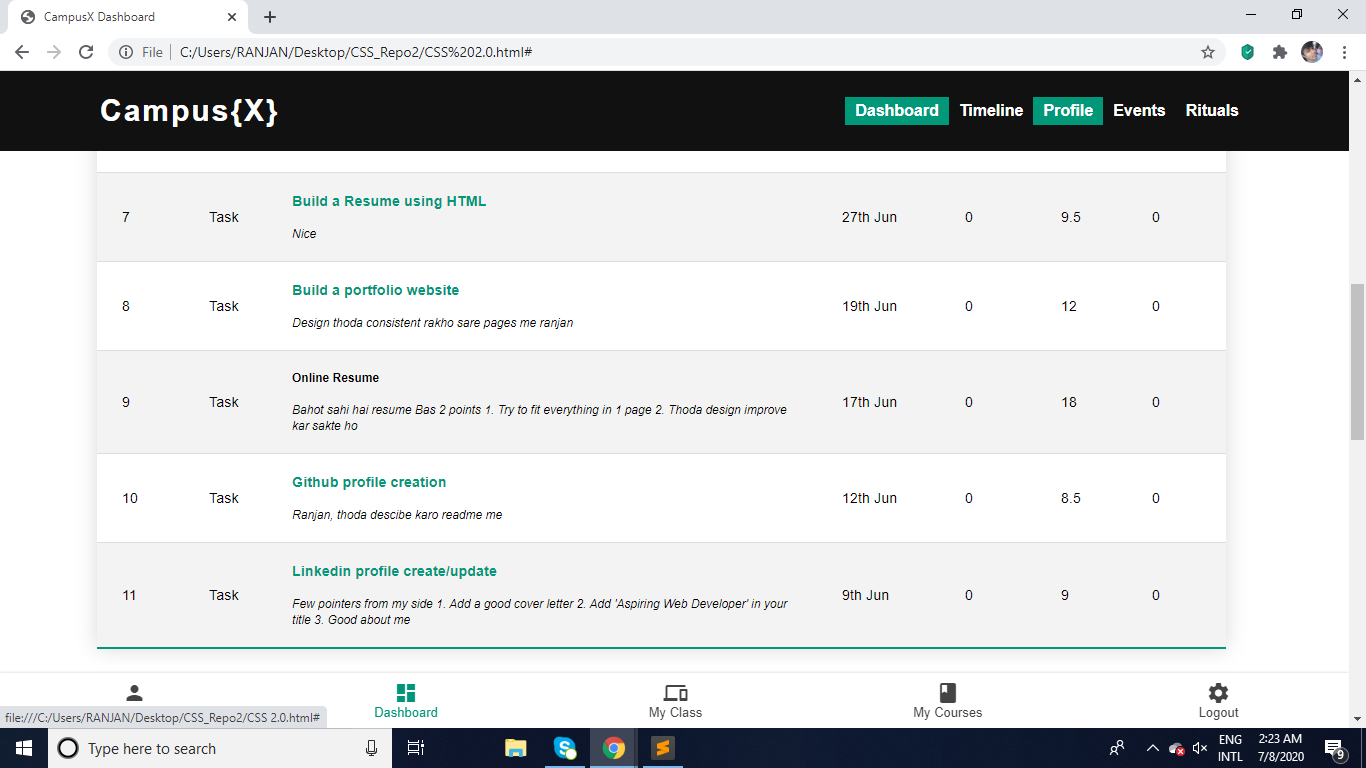 CampusX Dashboard
File
C:/Users/RANJAN/Desktop/CSS_Repo2/CSS%202.0.html#
Campus{X}
Dashboard Timeline Profile Events Rituals
7 Task Build a Resume using HTML 27th Jun 0 9.5 0
Nice
8 Task Build a portfolio website 19th Jun 0 12 0
Design thoda consistent rakho sare pages me ranjan
Online Resume
9 Task Bahot sahi hai resume Bas 2 points 1. Try to fit everything in 1 page 2. Thoda design improve 17th Jun 0 18 0
kar sakte ho
10 Task Github profile creation 12th Jun 0 8.5 0
Ranjan, thoda descibe karo readme me
Linkedin profile create/update
11 Task Few pointers from my side 1. Add a good cover letter 2. Add 'Aspiring Web Developer' in your 9th Jun 0 9 0
title 3. Good about me
Dashboard My Class My Courses Logout
file:///C:/Users/RANJAN/Desktop/CSS_Repo2/CSS 2.0.html#
Type here to search
ENG
INTL
2:23 AM
7/8/2020
9